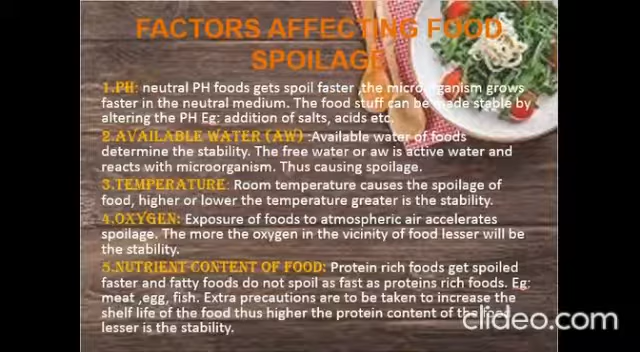 FACTORS AFFECTING FOOD
SPOILAGE
1.PH: neutral PH foods gets spoil faster ,the microorganism grows
faster in the neutral medium. The food stuff can be made stable by
altering the PH Eg: addition of salts, acids etc.
2.AVAILABLE WATER (AW) :Available water of foods
determine the stability. The free water or aw is active water and
reacts with microorganism. Thus causing spoilage.
3.TEMPERATURE: Room temperature causes the spoilage of
food, higher or lower the temperature greater is the stability.
4.OXYGEN: Exposure of foods to atmospheric air accelerates
spoilage. The more the oxygen in the vicinity of food lesser will be
the stability.
5.NUTRIENT CONTENT OF FOOD: Protein rich foods get spoiled
faster and fatty foods do not spoil as fast as proteins rich foods. Eg:
meat ,egg, fish. Extra precautions are to be taken to increase the
shelf life of the food thus higher the protein content of the food
lesser is the stability.
clideo.com